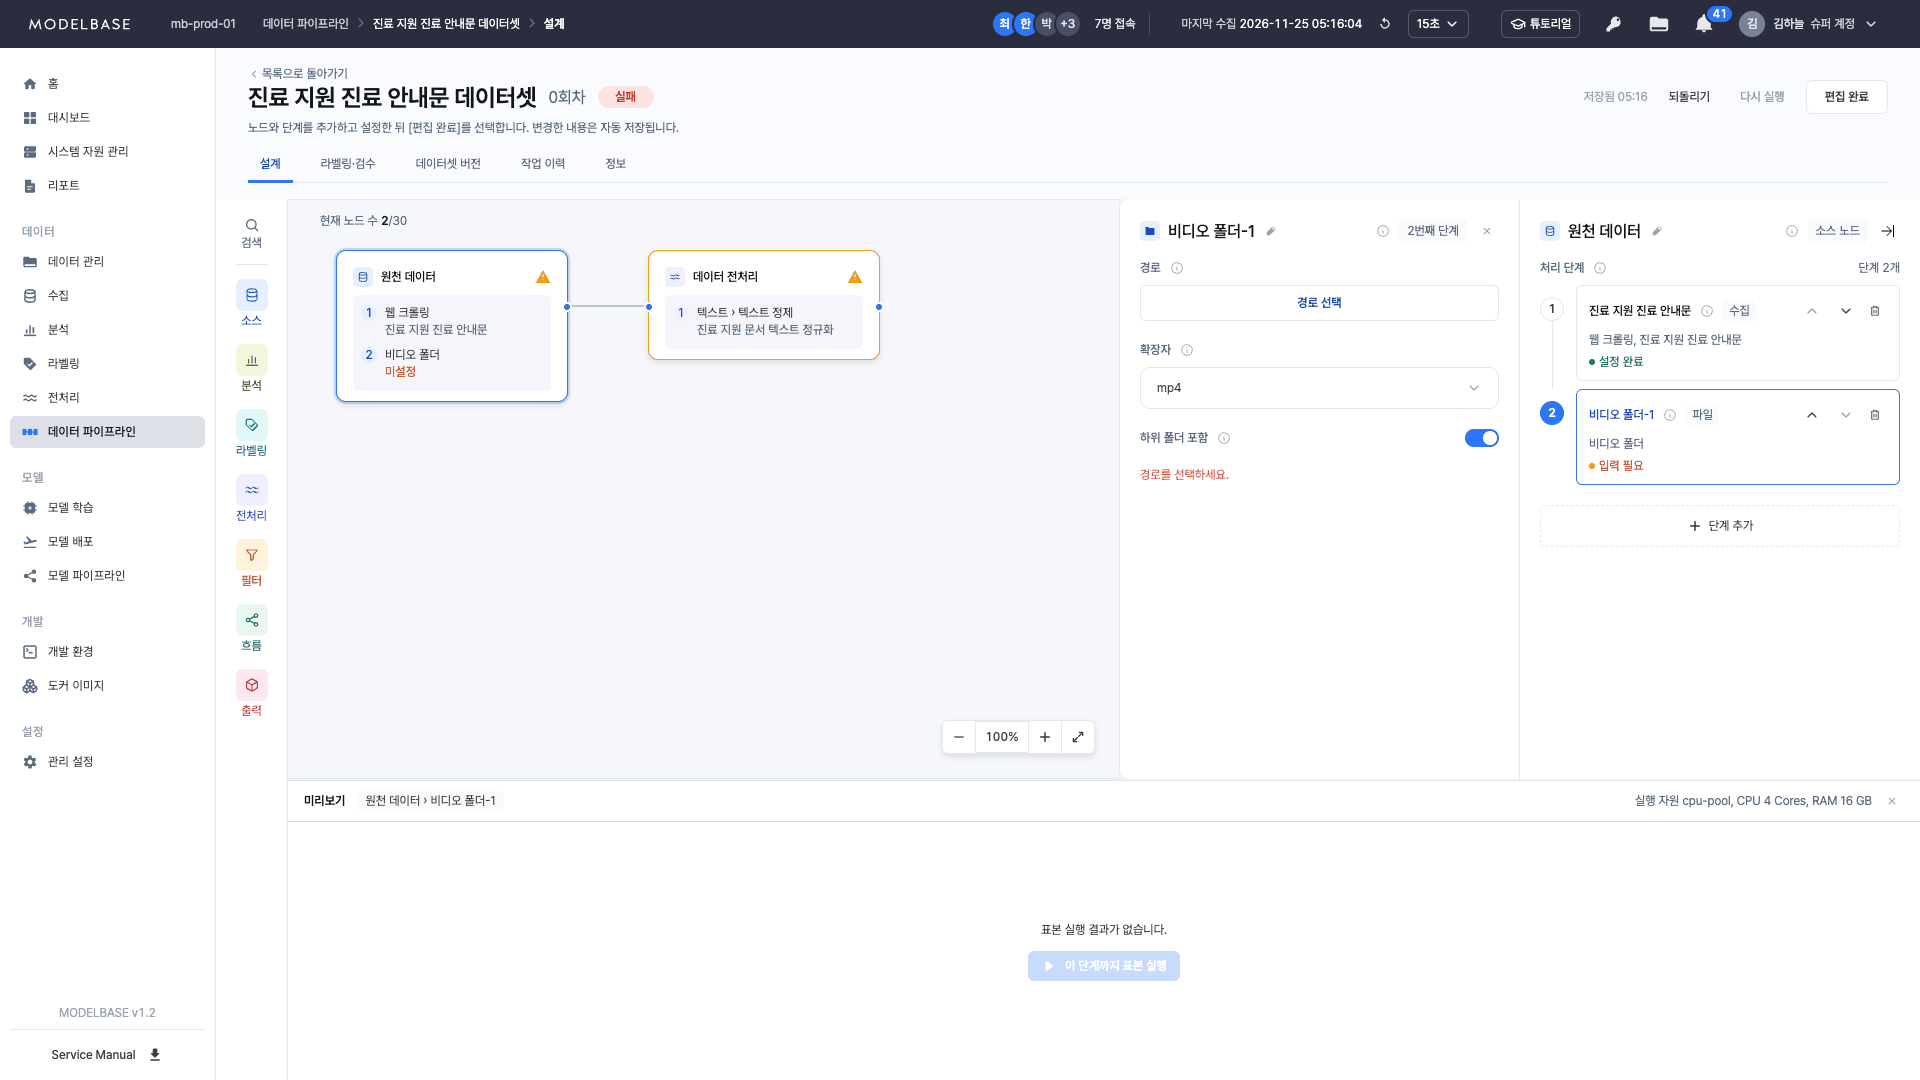 MODELBASE
mb-prod-01
데이터 파이프라인
진료 지원 진료 안내문 데이터셋
설계
최
한
박
+3
7명 접속
마지막 수집 2026-11-25 05:16:04
15초
튜토리얼
41
김
김하늘 슈퍼 계정
홈
대시보드
시스템 자원 관리
리포트
데이터
데이터 관리
수집
분석
라벨링
전처리
데이터 파이프라인
모델
모델 학습
모델 배포
모델 파이프라인
개발
개발 환경
도커 이미지
설정
관리 설정
MODELBASE v1.2
Service Manual
목록으로 돌아가기
진료 지원 진료 안내문 데이터셋 0회차 실패
노드와 단계를 추가하고 설정한 뒤 [편집 완료]를 선택합니다. 변경한 내용은 자동 저장됩니다.
저장됨 05:16
되돌리기
다시 실행
편집 완료
설계
라벨링·검수
데이터셋 버전
작업 이력
정보
검색
소스
분석
라벨링
전처리
필터
흐름
출력
현재 노드 수 2/30
원천 데이터
1 웹 크롤링
진료 지원 진료 안내문
2 비디오 폴더
미설정
데이터 전처리
1 텍스트 › 텍스트 정제
진료 지원 문서 텍스트 정규화
100%
비디오 폴더-1
2번째 단계
경로
경로 선택
확장자
mp4
하위 폴더 포함
경로를 선택하세요.
원천 데이터
소스 노드
처리 단계
단계 2개
1
진료 지원 진료 안내문
수집
웹 크롤링, 진료 지원 진료 안내문
설정 완료
2
비디오 폴더-1
파일
비디오 폴더
입력 필요
단계 추가
미리보기
원천 데이터 › 비디오 폴더-1
실행 자원 cpu-pool, CPU 4 Cores, RAM 16 GB
표본 실행 결과가 없습니다.
이 단계까지 표본 실행